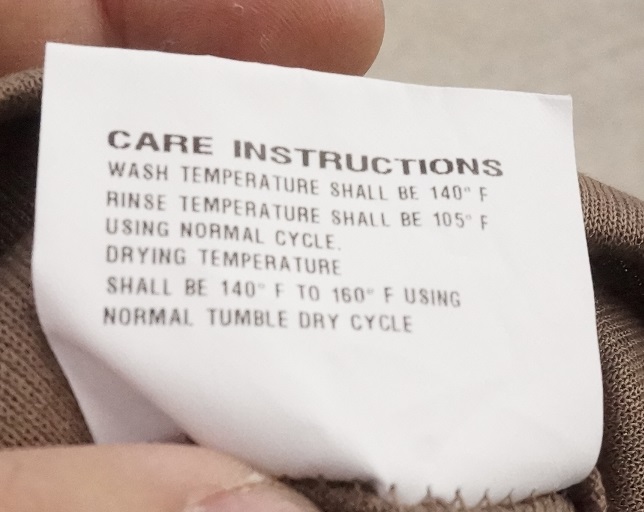 CARE INSTRUCTIONS
WASH TEMPERATURE SHALL BE 140° F
RINSE TEMPERATURE SHALL BE 105° F
USING NORMAL CYCLE.
DRYING TEMPERATURE
SHALL BE 140° F TO 160° F USING
NORMAL TUMBLE DRY CYCLE